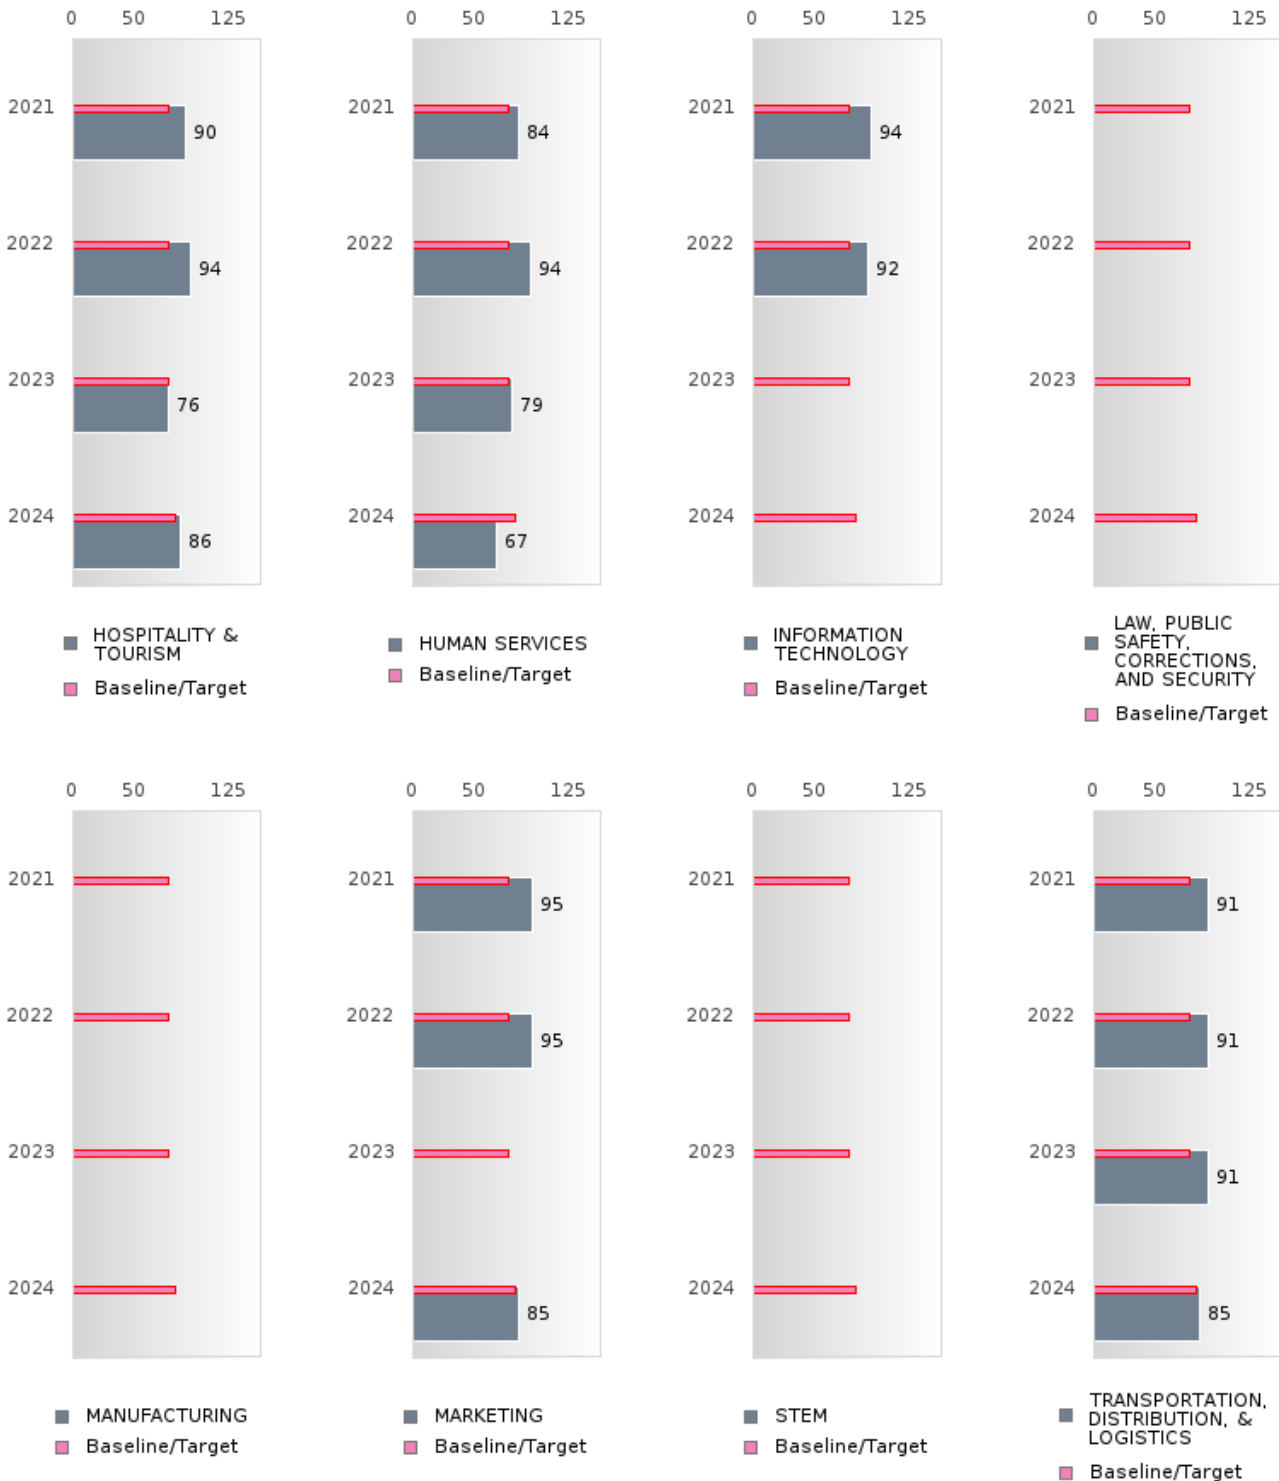 0 50 125
0 50 125
0 50 125
0 50 125
2021 90
2022 94
2023 76
2024 86
2021 84
2022 94
2023 79
2024 67
2021 94
2022 92
2023
2024
2021
2022
2023
2024
HOSPITALITY &
TOURISM
Baseline/Target
HUMAN SERVICES
Baseline/Target
INFORMATION
TECHNOLOGY
Baseline/Target
LAW, PUBLIC
SAFETY,
CORRECTIONS,
AND SECURITY
Baseline/Target
0 50 125
0 50 125
0 50 125
0 50 125
2021
2022
2023
2024
2021 95
2022 95
2023
2024 85
2021
2022
2023
2024
2021 91
2022 91
2023 91
2024 85
MANUFACTURING
Baseline/Target
MARKETING
Baseline/Target
STEM
Baseline/Target
TRANSPORTATION,
DISTRIBUTION, &
LOGISTICS
Baseline/Target